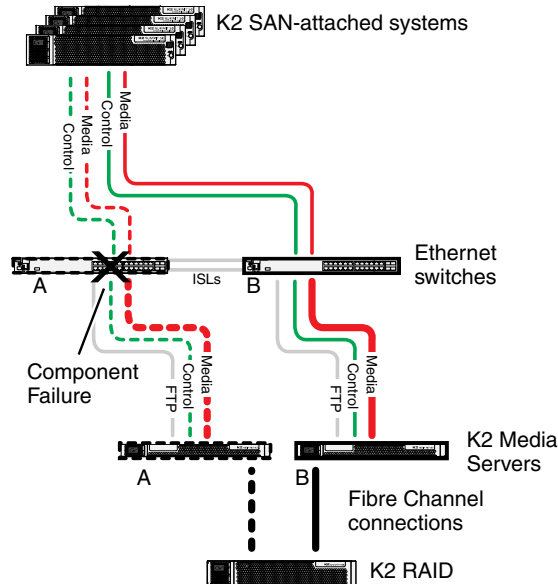 K2 SAN-attached systems
Media
Control
Media
Control
Ethernet
switches
A
ISLs
B
Component
Failure
Media
Control
FTP
Media
Control
FTP
K2 Media
Servers
A
B
Fibre Channel
connections
K2 RAID